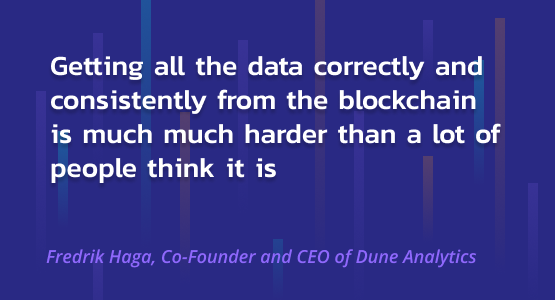 Getting all the data correctly and
consistently from the blockchain
is much much harder than a lot of
people think it is
Fredrik Haga, Co-Founder and CEO of Dune Analytics